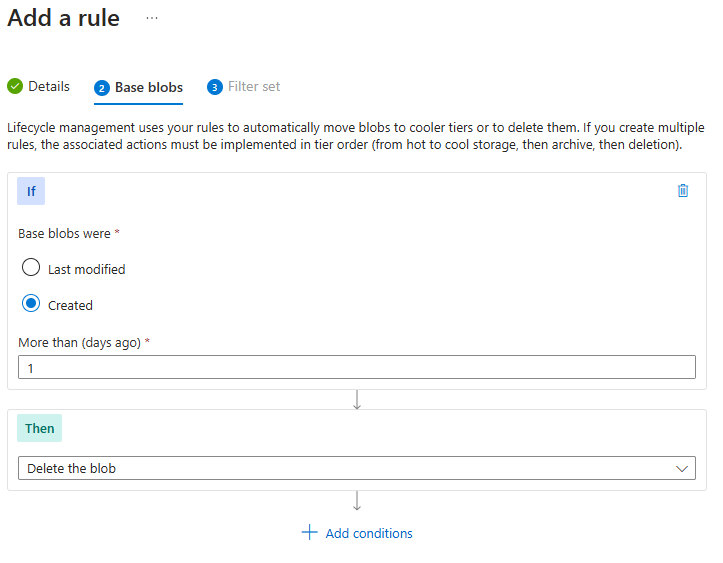 Add a rule ...
Details 2 Base blobs 3 Filter set
Lifecycle management uses your rules to automatically move blobs to cooler tiers or to delete them. If you create multiple
rules, the associated actions must be implemented in tier order (from hot to cool storage, then archive, then deletion).
If
Base blobs were *
Last modified
Created
More than (days ago) *
1
Then
Delete the blob
Add conditions